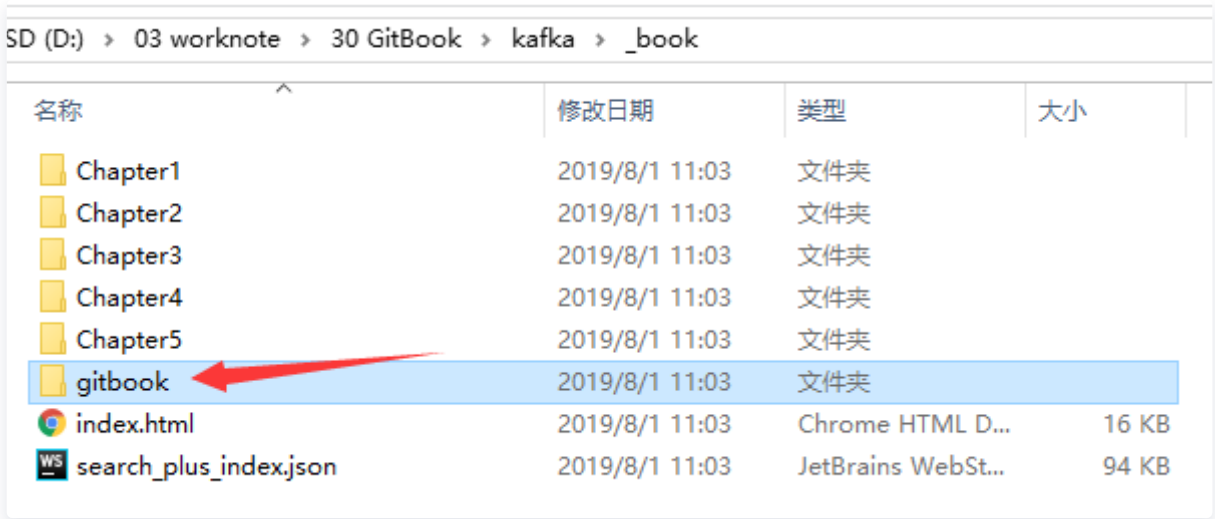 SD (D:) > 03 worknote > 30 GitBook > kafka > _book
名称 修改日期 类型 大小
Chapter1 2019/8/1 11:03 文件夹
Chapter2 2019/8/1 11:03 文件夹
Chapter3 2019/8/1 11:03 文件夹
Chapter4 2019/8/1 11:03 文件夹
Chapter5 2019/8/1 11:03 文件夹
gitbook 2019/8/1 11:03 文件夹
index.html 2019/8/1 11:03 Chrome HTML D... 16 KB
WS search_plus_index.json 2019/8/1 11:03 JetBrains WebSt... 94 KB